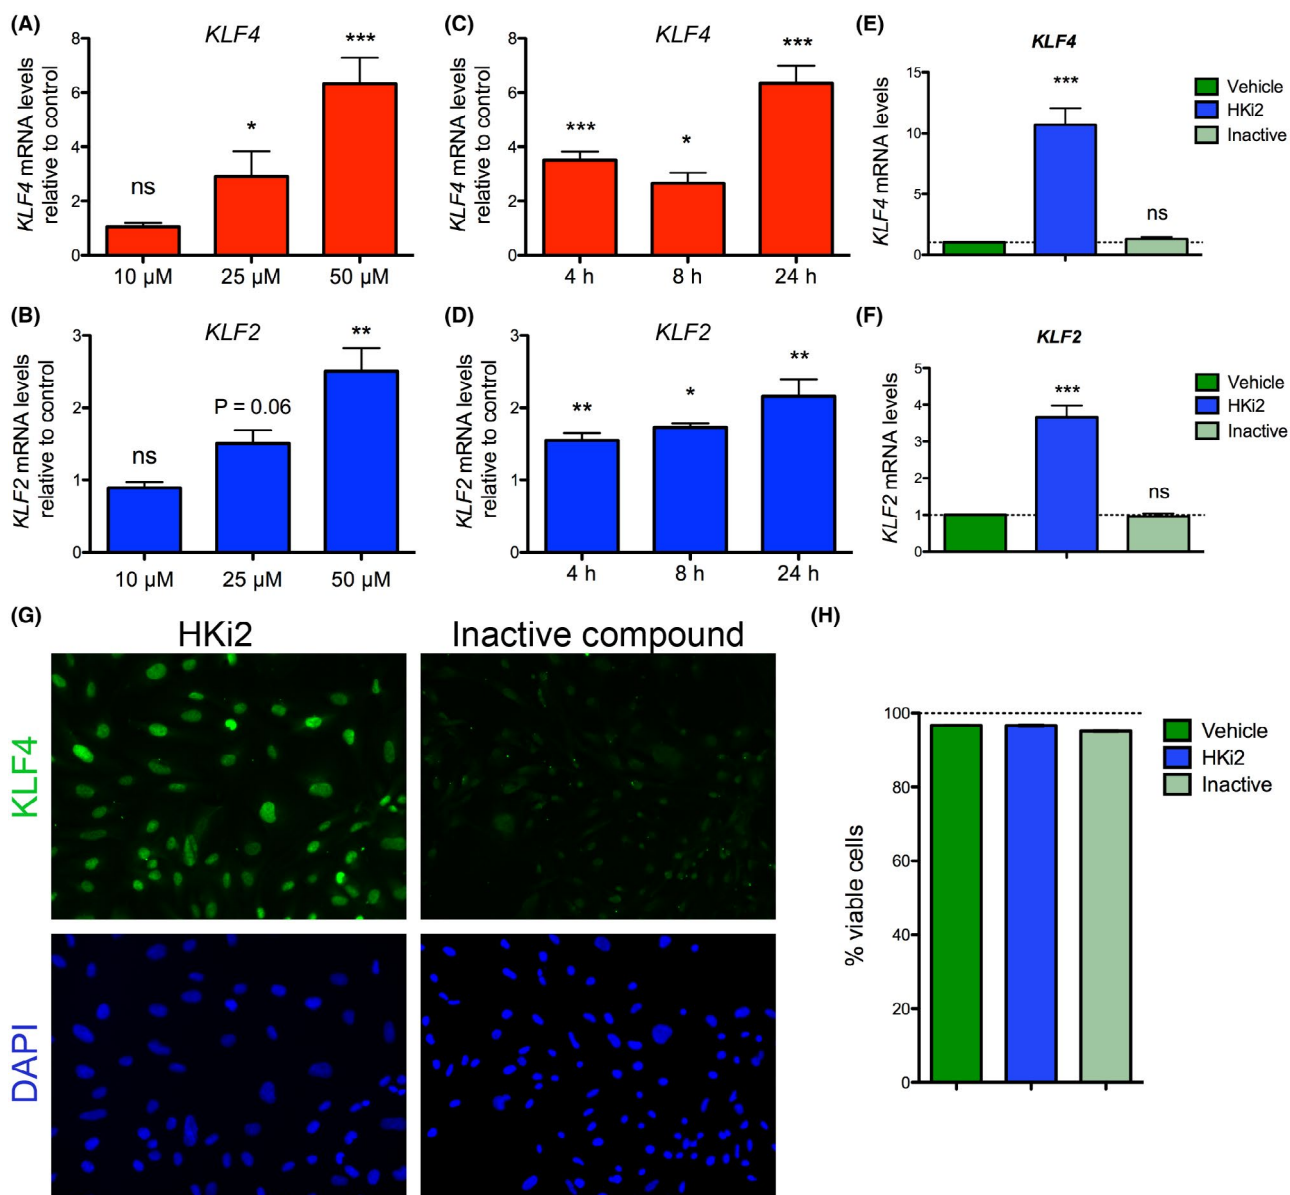 (A)
KLF4
KLF4 mRNA levels
relative to control
8
6
4
2
0
ns
*
***
10 µM
25 µM
50 µM
(C)
KLF4
KLF4 mRNA levels
relative to control
8
6
4
2
0
***
*
***
4 h
8 h
24 h
(E)
KLF4
KLF4 mRNA levels
15
10
5
0
***
ns
Vehicle
HKi2
Inactive
(B)
KLF2
KLF2 mRNA levels
relative to control
3
2
1
0
ns
P = 0.06
**
10 µM
25 µM
50 µM
(D)
KLF2
KLF2 mRNA levels
relative to control
3
2
1
0
**
*
**
4 h
8 h
24 h
(F)
KLF2
KLF2 mRNA levels
5
4
3
2
1
0
***
ns
Vehicle
HKi2
Inactive
(G)
HKi2
Inactive compound
KLF4
DAPI
(H)
% viable cells
100
80
60
40
20
0
Vehicle
HKi2
Inactive